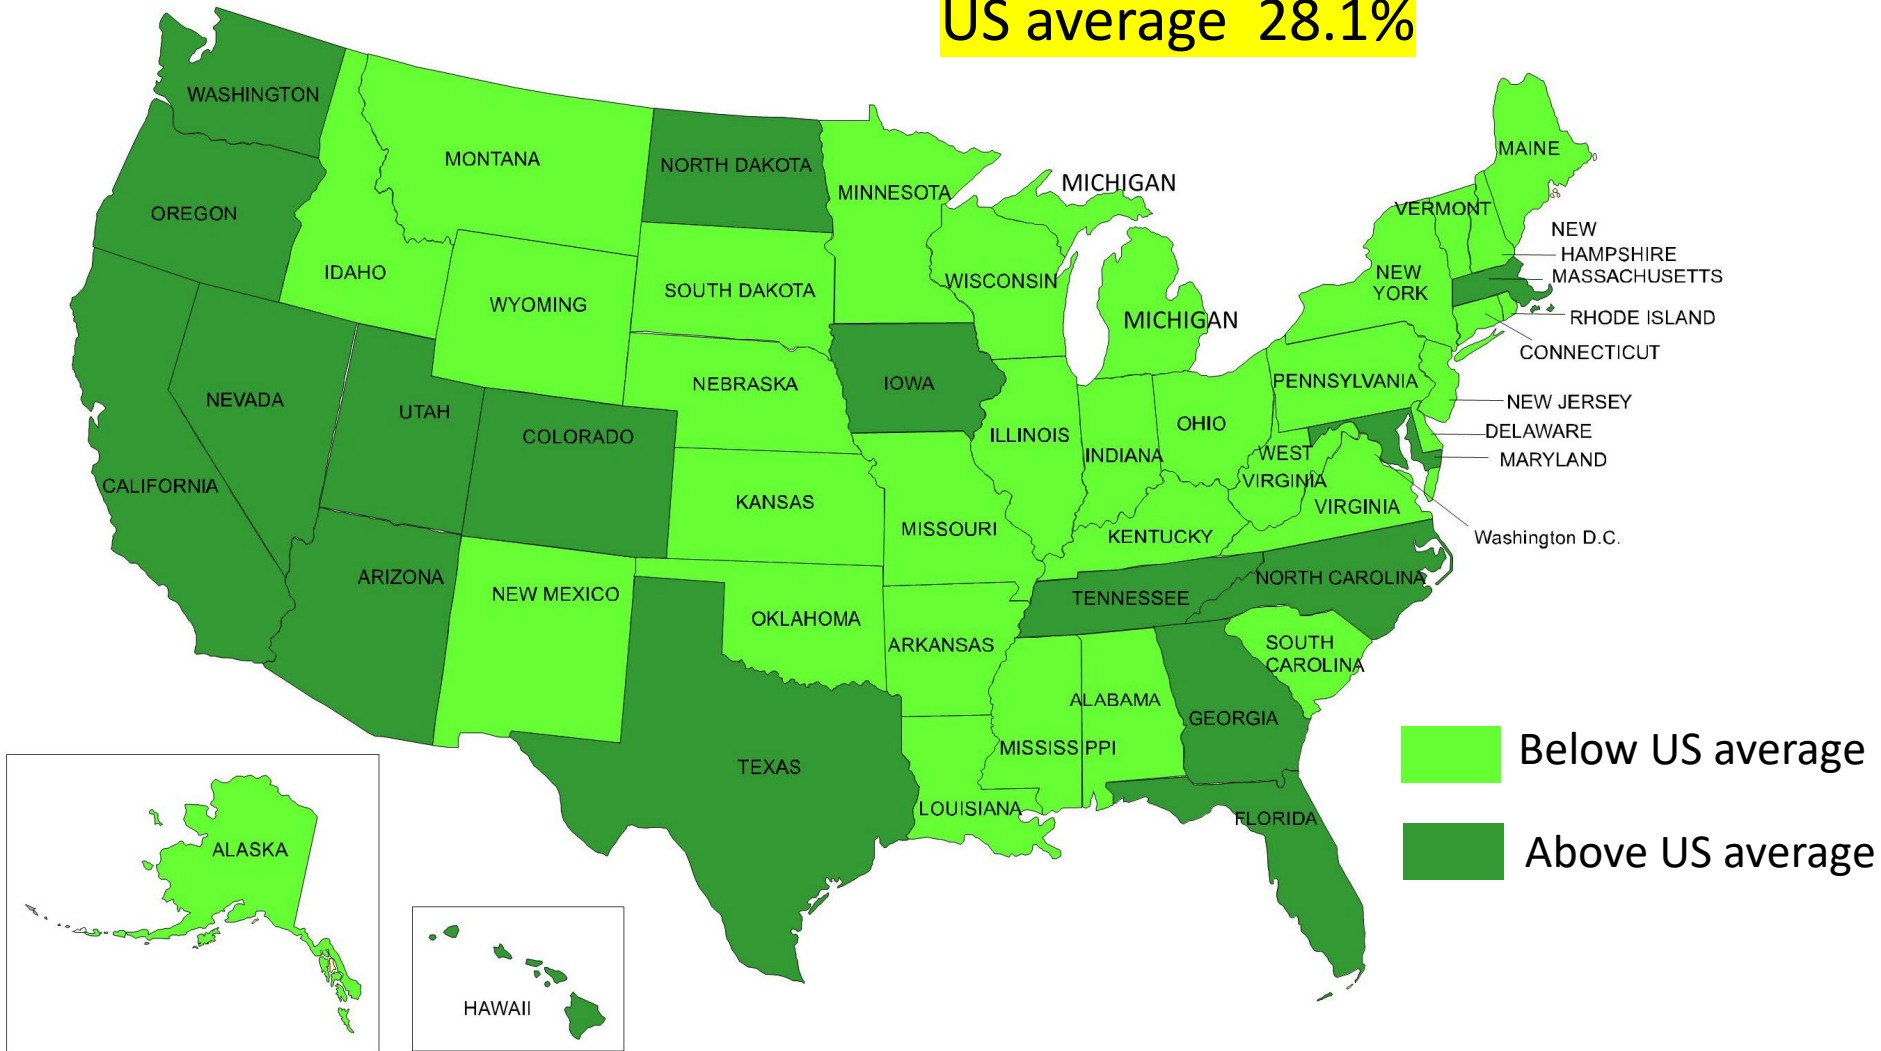 US average 28.1%
WASHINGTON
MONTANA
NORTH DAKOTA
MINNESOTA
MICHIGAN
MAINE
VERMONT
OREGON
NEW
HAMPSHIRE
MASSACHUSETTS
IDAHO
WYOMING
SOUTH DAKOTA
WISCONSIN
NEW
YORK
MICHIGAN
RHODE ISLAND
CONNECTICUT
NEVADA
UTAH
COLORADO
NEBRASKA
IOWA
ILLINOIS
INDIANA
OHIO
PENNSYLVANIA
NEW JERSEY
DELAWARE
MARYLAND
WEST
VIRGINIA
VIRGINIA
Washington D.C.
CALIFORNIA
KANSAS
MISSOURI
KENTUCKY
ARIZONA
NEW MEXICO
OKLAHOMA
ARKANSAS
TENNESSEE
NORTH CAROLINA
SOUTH
CAROLINA
ALABAMA
GEORGIA
MISSISSIPPI
TEXAS
LOUISIANA
FLORIDA
Below US average
Above US average
ALASKA
HAWAII